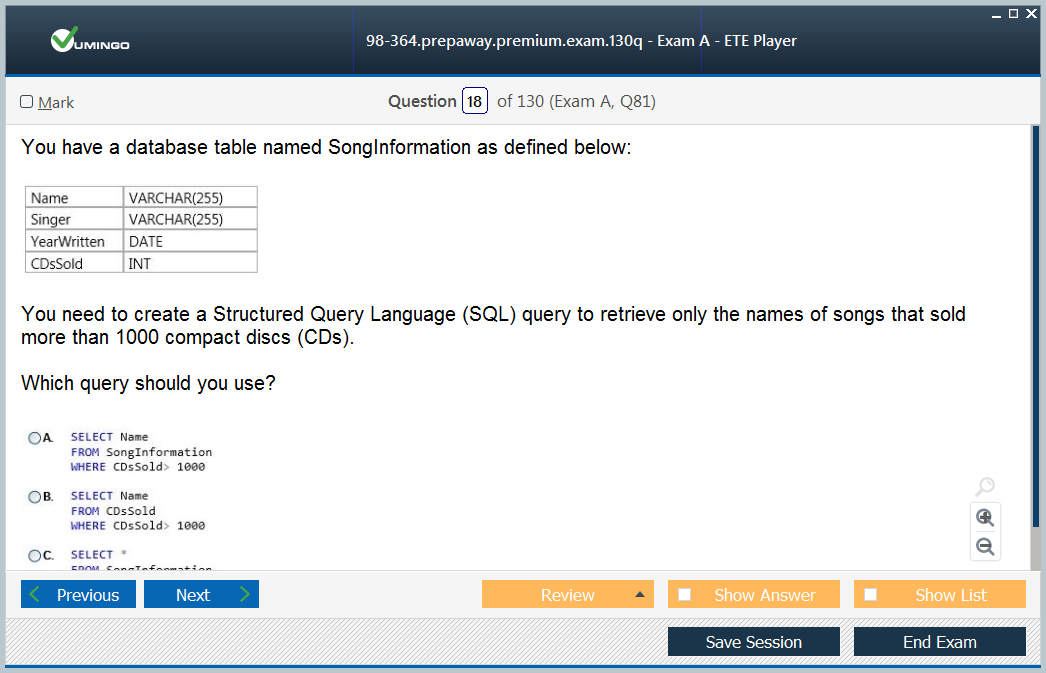 VUMINGO
98-364.prepaway.premium.exam.130q - Exam A - ETE Player
Mark
Question 18 of 130 (Exam A, Q81)
You have a database table named SongInformation as defined below:
Name VARCHAR(255)
Singer VARCHAR(255)
YearWritten DATE
CDsSold INT
You need to create a Structured Query Language (SQL) query to retrieve only the names of songs that sold
more than 1000 compact discs (CDs).
Which query should you use?
A. SELECT Name
FROM SongInformation
WHERE CDsSold> 1000
B. SELECT Name
FROM CDsSold
WHERE CDsSold> 1000
C. SELECT *
FROM SongInformation
Previous Next Review Show Answer Show List
Save Session End Exam